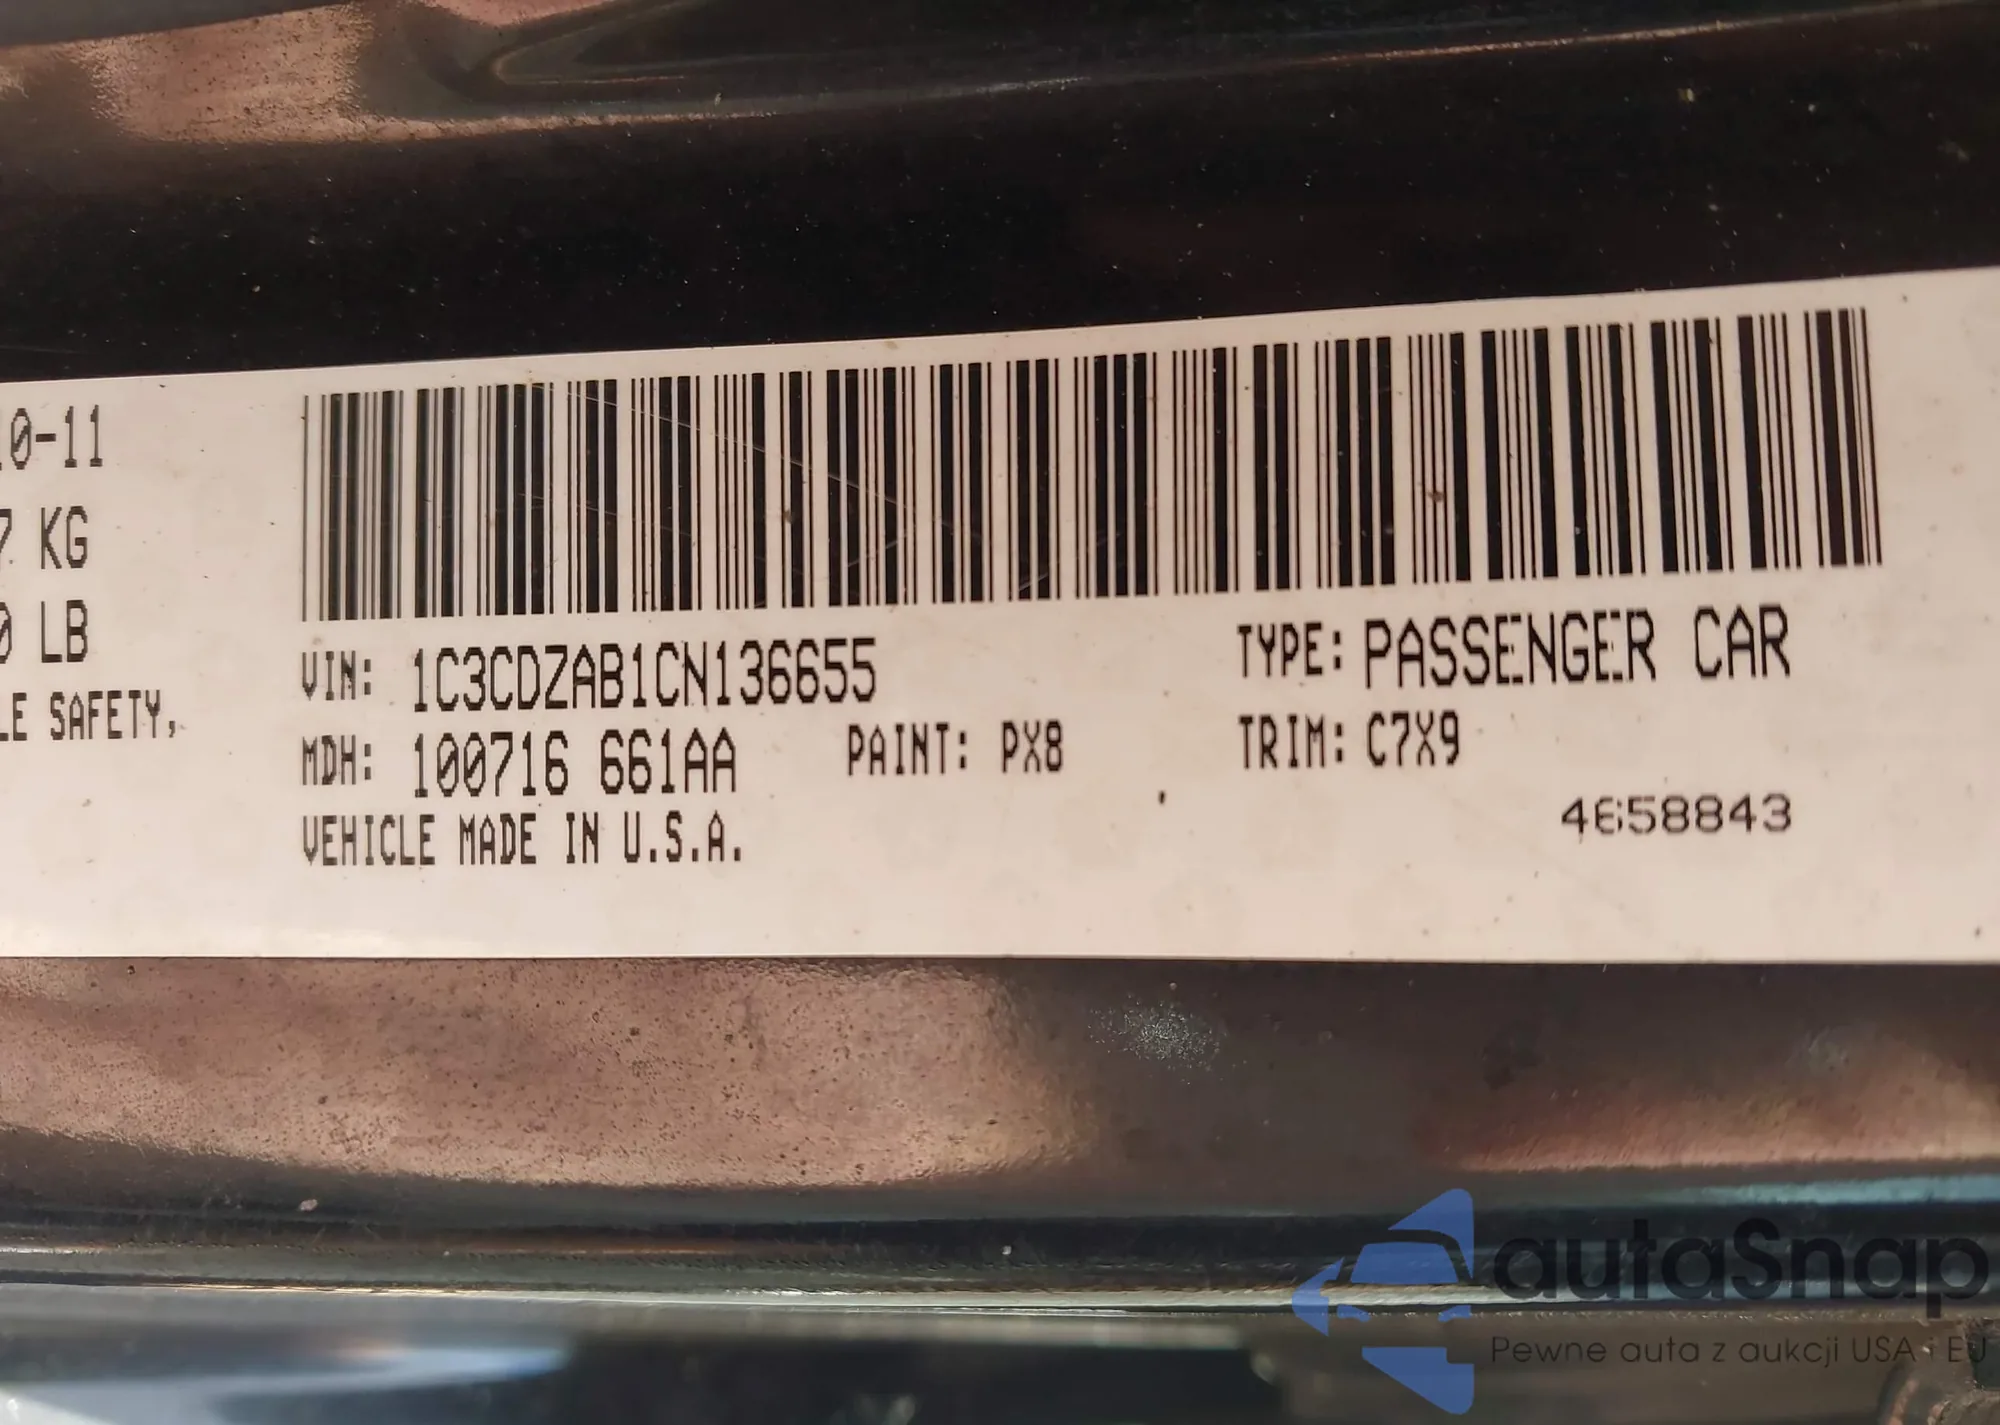 10-11
7 KG
0 LB
LE SAFETY,
VIN: 1C3CDZAB1CN136655
TYPE: PASSENGER CAR
MDH: 100716 661AA
PAINT: PX8
TRIM: C7X9
VEHICLE MADE IN U.S.A.
4658843
autaSnap
Pewne auta z aukcji USA i EU